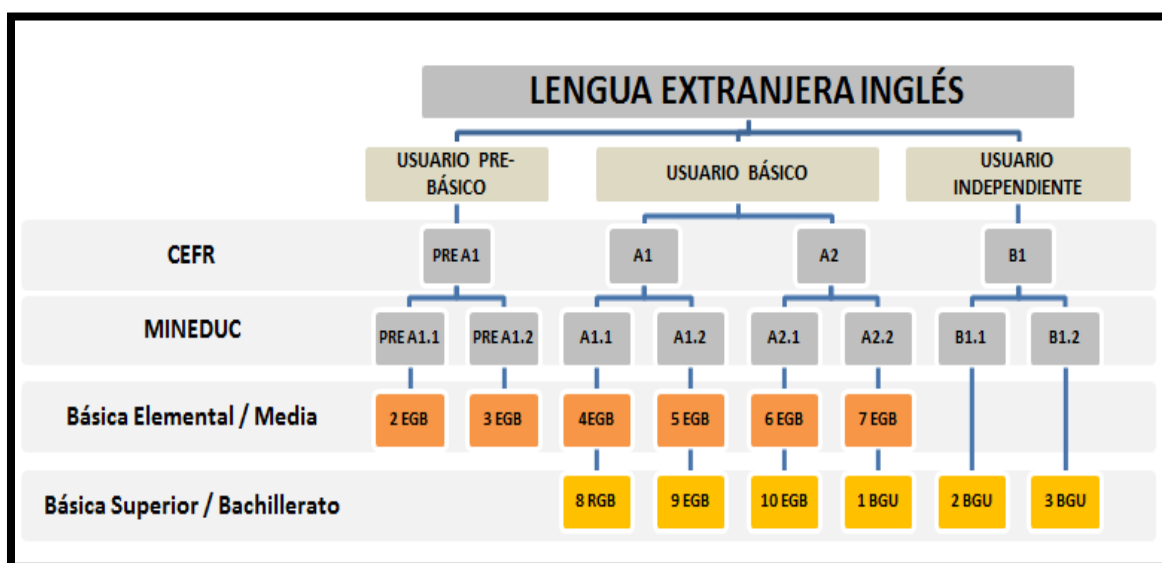 LENGUA EXTRANJERA INGLÉS
USUARIO PRE-
BÁSICO
USUARIO BÁSICO
USUARIO
INDEPENDIENTE
CEFR
PRE A1
A1
A2
B1
MINEDUC
PRE A1.1
PRE A1.2
A1.1
A1.2
A2.1
A2.2
B1.1
B1.2
Básica Elemental / Media
2 EGB
3 EGB
4EGB
5 EGB
6 EGB
7 EGB
Básica Superior / Bachillerato
8 RGB
9 EGB
10 EGB
1 BGU
2 BGU
3 BGU